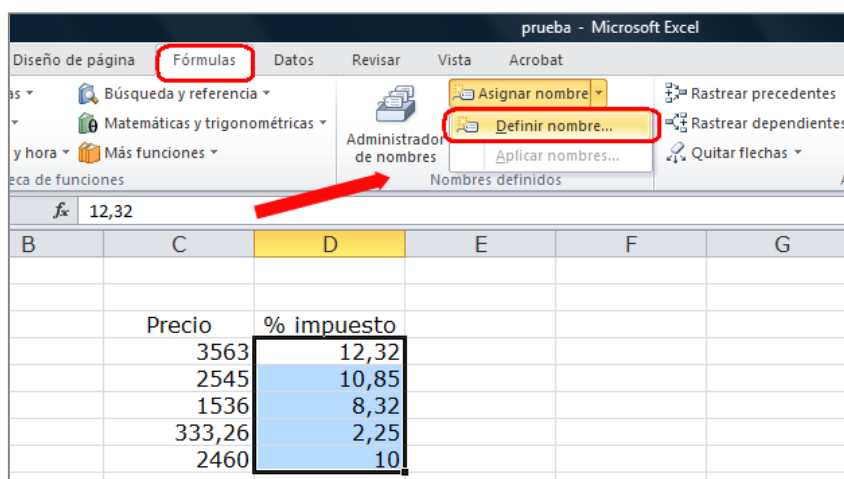 prueba - Microsoft Excel
Diseño de página Fórmulas Datos Revisar Vista Acrobat
as Búsqueda y referencia Asignar nombre Rastrear precedentes
Matemáticas y trigonométricas Definir nombre... Rastrear dependientes
y hora Más funciones Administrador de nombres Aplicar nombres... Quitar flechas
eca de funciones Nombres definidos
fx 12,32
B C D E F G
Precio % impuesto
3563 12,32
2545 10,85
1536 8,32
333,26 2,25
2460 10